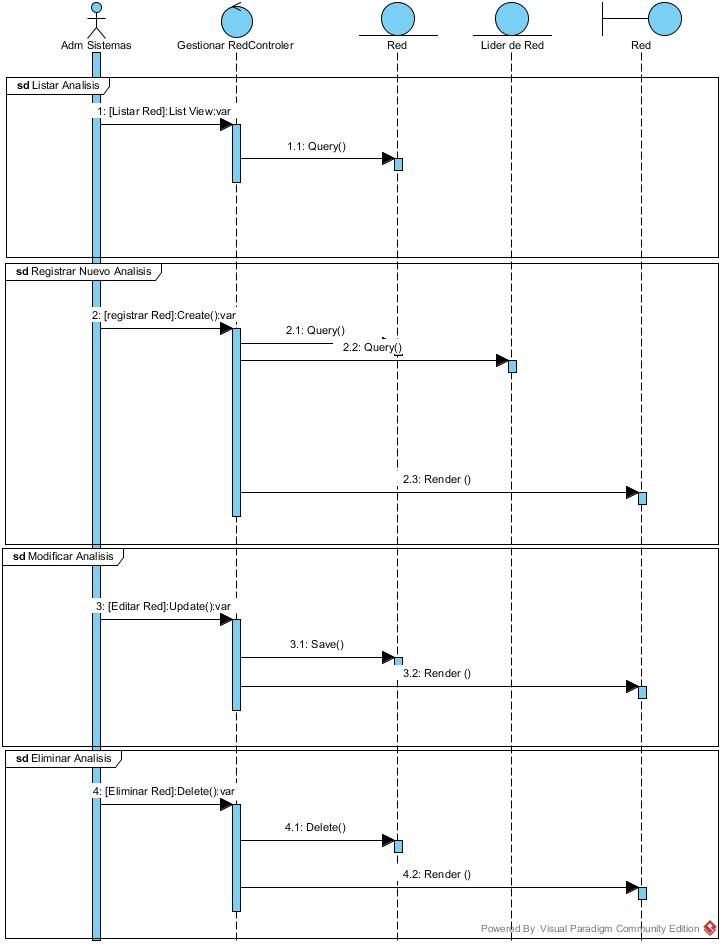 Adm Sistemas
Gestionar RedControler
Red
Lider de Red
Red
sd Listar Analisis
1: [Listar Red]:List View:var
1.1: Query()
sd Registrar Nuevo Analisis
2: [registrar Red]:Create():var
2.1: Query()
2.2: Query()
2.3: Render ()
sd Modificar Analisis
3: [Editar Red]:Update():var
3.1: Save()
3.2: Render ()
sd Eliminar Analisis
4: [Eliminar Red]:Delete():var
4.1: Delete()
4.2: Render ()
Powered By Visual Paradigm Community Edition